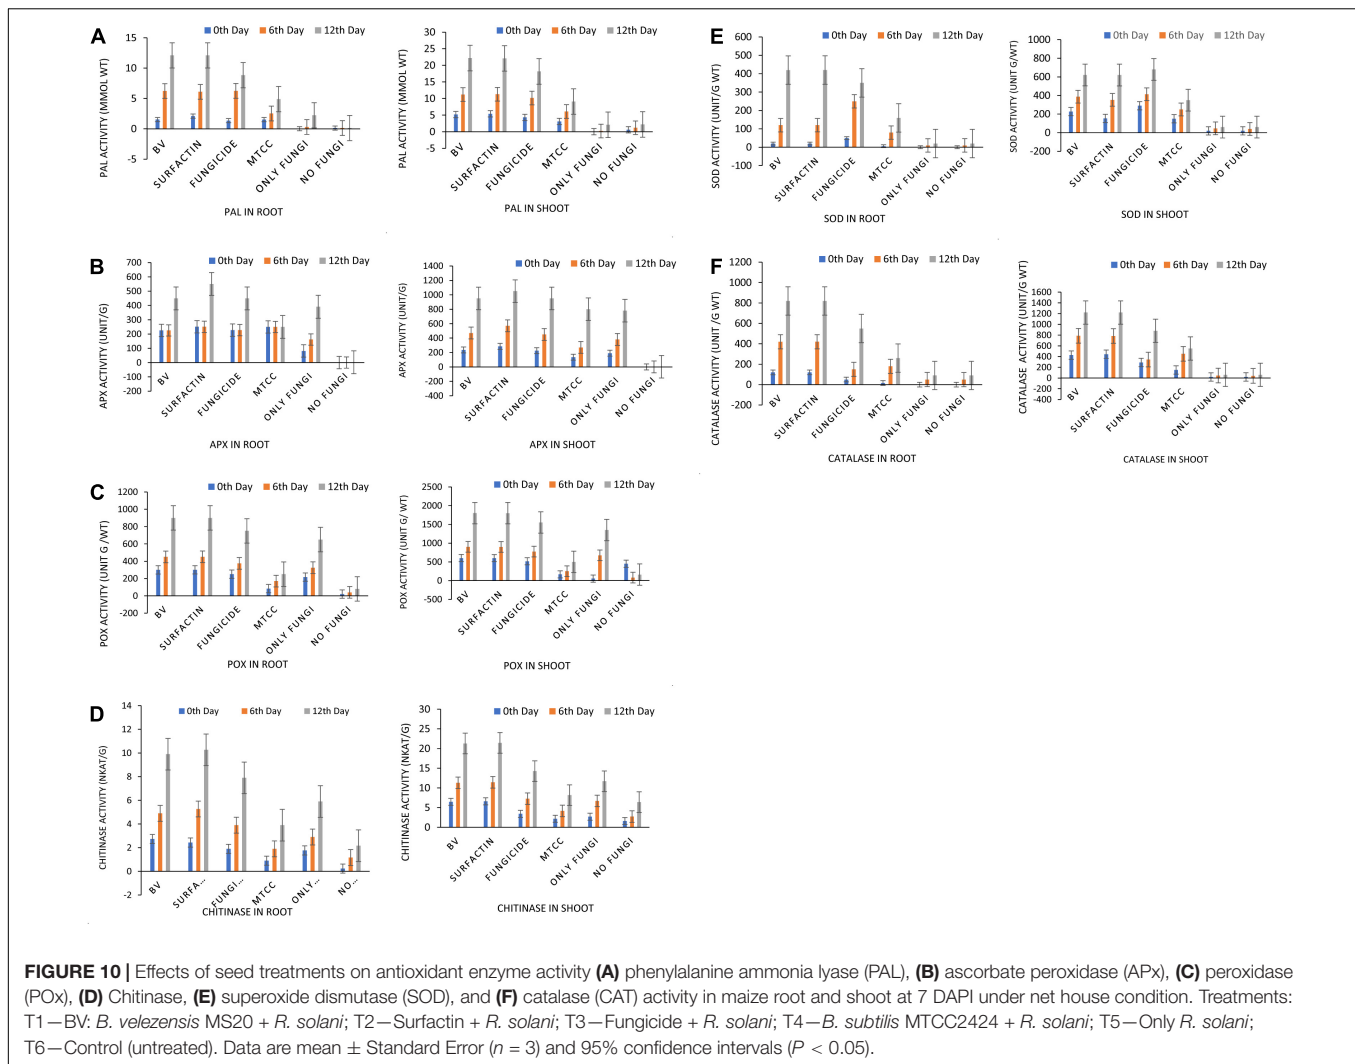 A
0th Day 6th Day 12th Day
PAL ACTIVITY (MMOL WT)
15
10
5
0
-5
BV
SURFACTIN
FUNGICIDE
MTCC
ONLY FUNGI
NO FUNGI
PAL IN ROOT
0th Day 6th Day 12th Day
PAL ACTIVITY (MMOL WT)
30
25
20
15
10
5
0
-5
BV
SURFACTIN
FUNGICIDE
MTCC
ONLY FUNGI
NO FUNGI
PAL IN SHOOT
E
0th Day 6th Day 12th Day
SOD ACTIVITY (UNIT/G WT)
600
500
400
300
200
100
0
-100
BV
SURFACTIN
FUNGICIDE
MTCC
ONLY FUNGI
NO FUNGI
SOD IN ROOT
0th Day 6th Day 12th Day
SOD ACTIVITY (UNIT G/WT)
1000
800
600
400
200
0
-200
BV
SURFACTIN
FUNGICIDE
MTCC
ONLY FUNGI
NO FUNGI
SOD IN SHOOT
B
0th Day 6th Day 12th Day
APX ACTIVITY (UNIT/G)
700
600
500
400
300
200
100
0
-100
-200
BV
SURFACTIN
FUNGICIDE
MTCC
ONLY FUNGI
NO FUNGI
APX IN ROOT
0th Day 6th Day 12th Day
APX ACTIVITY (UNIT/G)
1400
1200
1000
800
600
400
200
0
-200
-400
BV
SURFACTIN
FUNGICIDE
MTCC
ONLY FUNGI
NO FUNGI
APX IN SHOOT
F
0th Day 6th Day 12th Day
CATALASE ACTIVITY (UNIT /G WT)
1200
1000
800
600
400
200
0
-200
BV
SURFACTIN
FUNGICIDE
MTCC
ONLY FUNGI
NO FUNGI
CATALASE IN ROOT
0th Day 6th Day 12th Day
CATALASE ACTIVITY (UNIT/G WT)
1600
1400
1200
1000
800
600
400
200
0
-200
-400
BV
SURFACTIN
FUNGICIDE
MTCC
ONLY FUNGI
NO FUNGI
CATALASE IN SHOOT
C
0th Day 6th Day 12th Day
POX ACTIVITY (UNIT G /WT)
1200
1000
800
600
400
200
0
-200
BV
SURFACTIN
FUNGICIDE
MTCC
ONLY FUNGI
NO FUNGI
POX IN ROOT
0th Day 6th Day 12th Day
POX ACTIVITY (UNIT G/ WT)
2500
2000
1500
1000
500
0
-500
BV
SURFACTIN
FUNGICIDE
MTCC
ONLY FUNGI
NO FUNGI
POX IN SHOOT
D
0th Day 6th Day 12th Day
CHITINASE ACTIVITY (NKAT/G)
14
12
10
8
6
4
2
0
-2
BV
SURFA...
FUNGI...
MTCC
ONLY...
NO...
CHITINASE IN ROOT
0th Day 6th Day 12th Day
CHITINASE ACTIVITY (NKAT/G)
30
25
20
15
10
5
0
BV
SURFACTIN
FUNGICIDE
MTCC
ONLY FUNGI
NO FUNGI
CHITINASE IN SHOOT
FIGURE 10 | Effects of seed treatments on antioxidant enzyme activity (A) phenylalanine ammonia lyase (PAL), (B) ascorbate peroxidase (APx), (C) peroxidase
(POx), (D) Chitinase, (E) superoxide dismutase (SOD), and (F) catalase (CAT) activity in maize root and shoot at 7 DAPI under net house condition. Treatments:
T1—BV: B. velezensis MS20 + R. solani; T2—Surfactin + R. solani; T3—Fungicide + R. solani; T4—B. subtilis MTCC2424 + R. solani; T5—Only R. solani;
T6—Control (untreated). Data are mean ± Standard Error (n = 3) and 95% confidence intervals (P < 0.05).